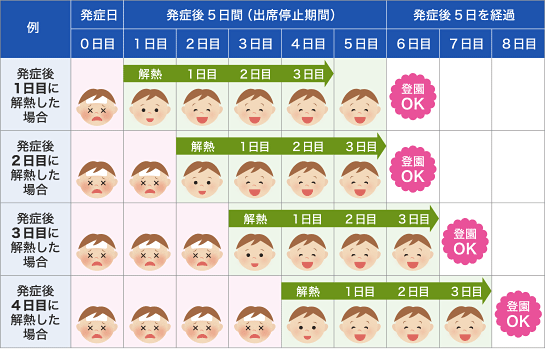 例
発症日
発症後5日間（出席停止期間）
発症後5日を経過
0日目 1日目 2日目 3日目 4日目 5日目 6日目 7日目 8日目
発症後
1日目に
解熱した
場合
解熱 1日目 2日目 3日目
登園
OK
発症後
2日目に
解熱した
場合
解熱 1日目 2日目 3日目
登園
OK
発症後
3日目に
解熱した
場合
解熱 1日目 2日目 3日目
登園
OK
発症後
4日目に
解熱した
場合
解熱 1日目 2日目 3日目
登園
OK